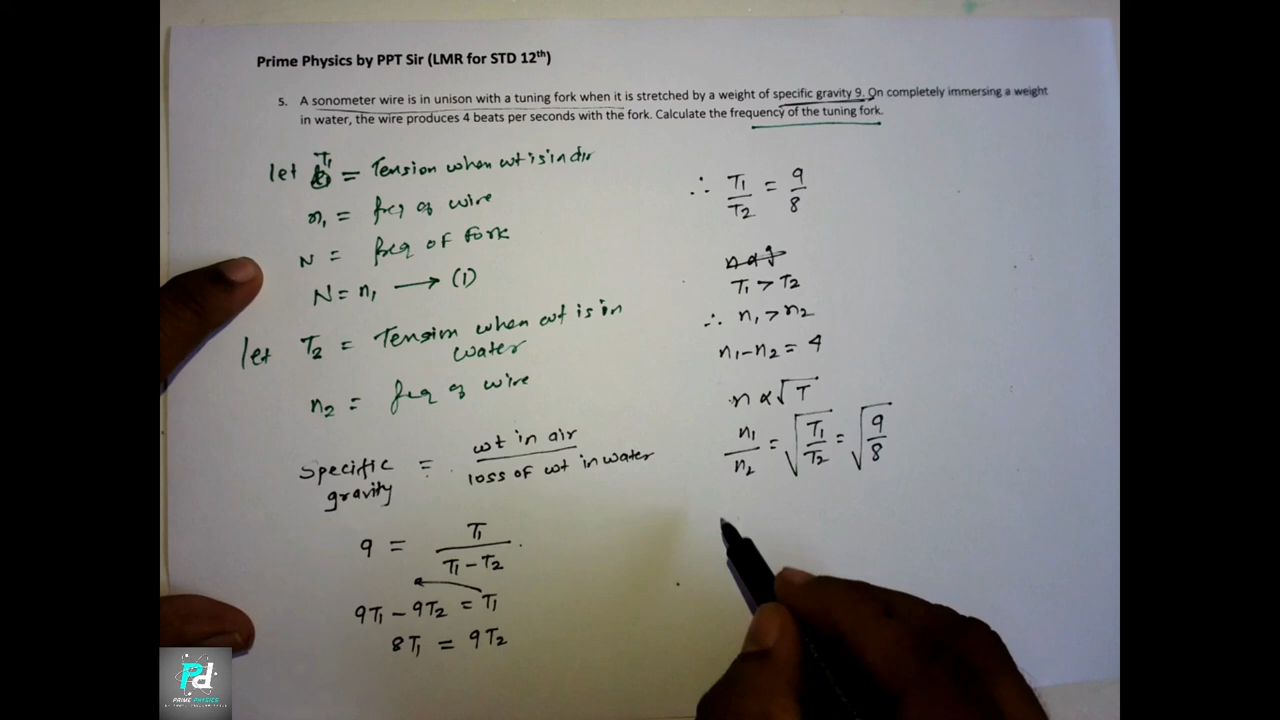 Prime Physics by PPT Sir (LMR for STD 12th)
5. A sonometer wire is in unison with a tuning fork when it is stretched by a weight of specific gravity 9. On completely immersing a weight
in water, the wire produces 4 beats per seconds with the fork. Calculate the frequency of the tuning fork.
let T₁ = Tension when wt is in air
n₁ = freq of wire
N = freq of fork
N = n₁ → (1)
let T₂ = Tension when wt is in
water
n₂ = freq of wire
specific gravity = wt in air / loss of wt in water
9 = T₁ / T₁ - T₂
9T₁ - 9T₂ = T₁
8T₁ = 9T₂
∴ T₁/T₂ = 9/8
T₁ > T₂
∴ n₁ > n₂
n₁ - n₂ = 4
n ∝ √T
n₁/n₂ = √T₁/T₂ = √9/8
Pd
PRIME PHYSICS